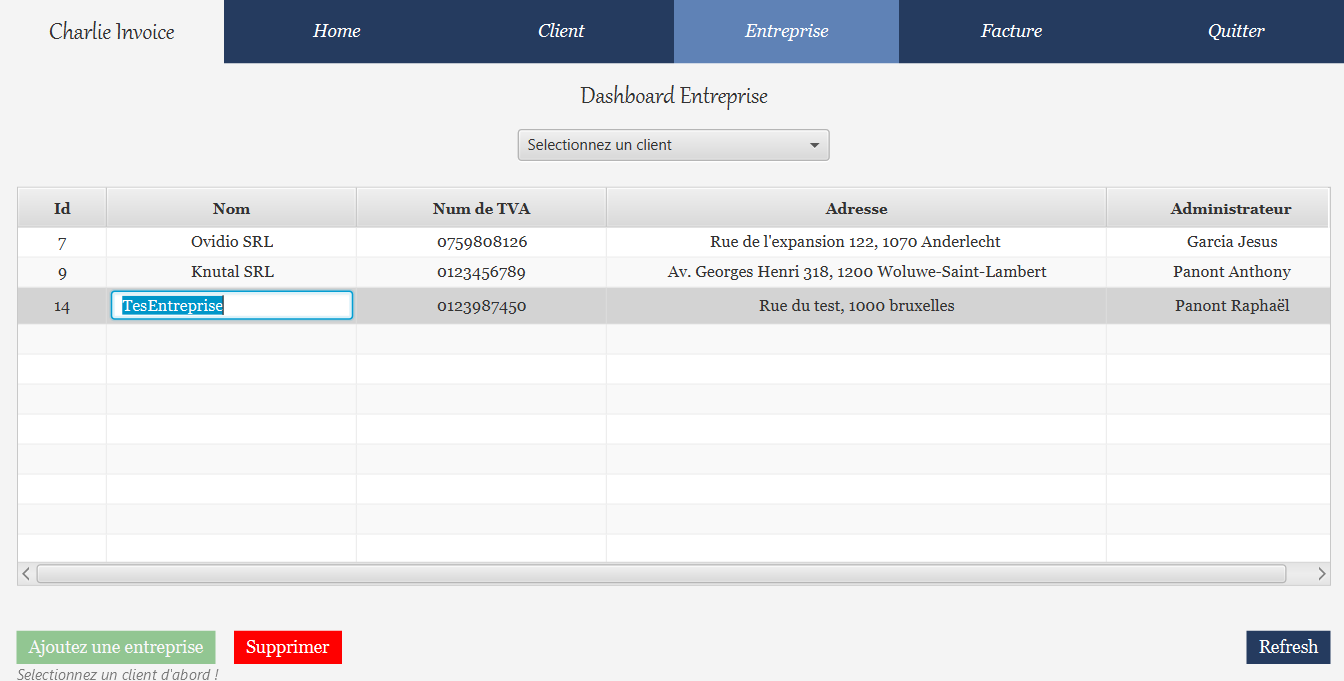 Charlie Invoice Home Client Entreprise Facture Quitter
Dashboard Entreprise
Selectionnez un client
Id Nom Num de TVA Adresse Administrateur
7 Ovidio SRL 0759808126 Rue de l'expansion 122, 1070 Anderlecht Garcia Jesus
9 Knutal SRL 0123456789 Av. Georges Henri 318, 1200 Woluwe-Saint-Lambert Panont Anthony
14 TesEntreprise 0123987450 Rue du test, 1000 bruxelles Panont Raphaël
Ajoutez une entreprise Supprimer Refresh
Selectionnez un client d'abord !